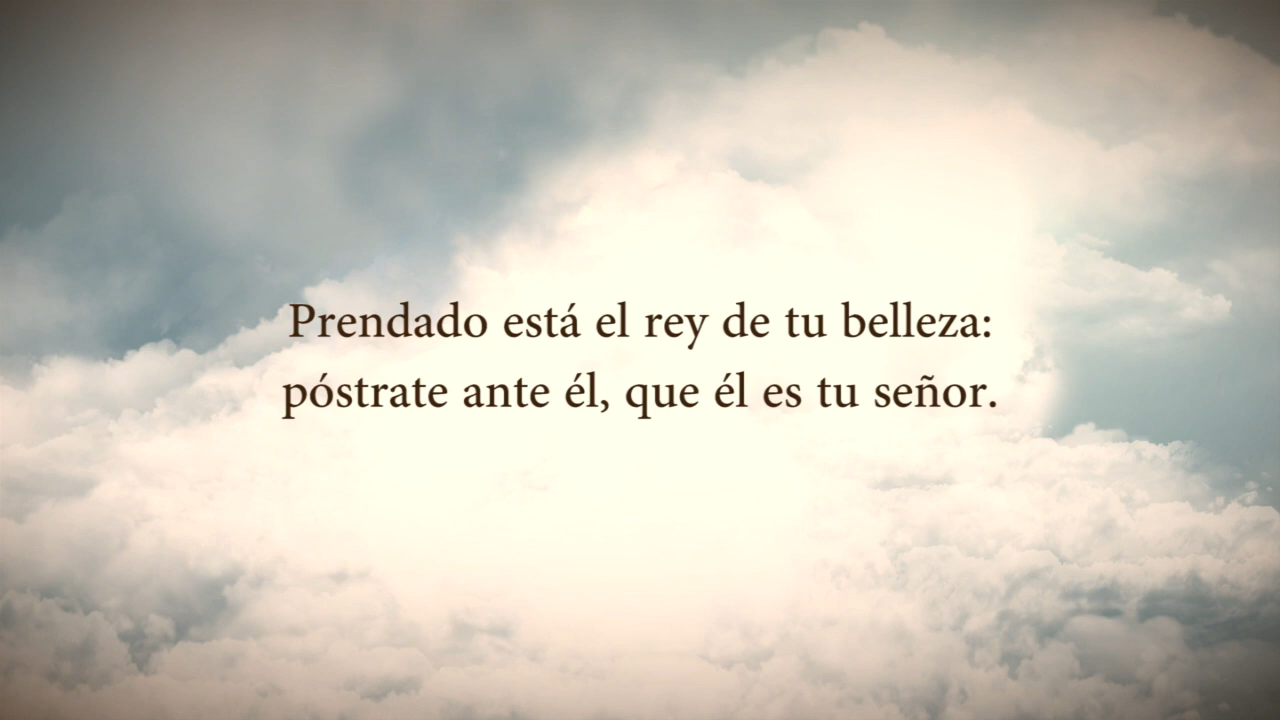 Prendado está el rey de tu belleza:
póstrate ante él, que él es tu señor.